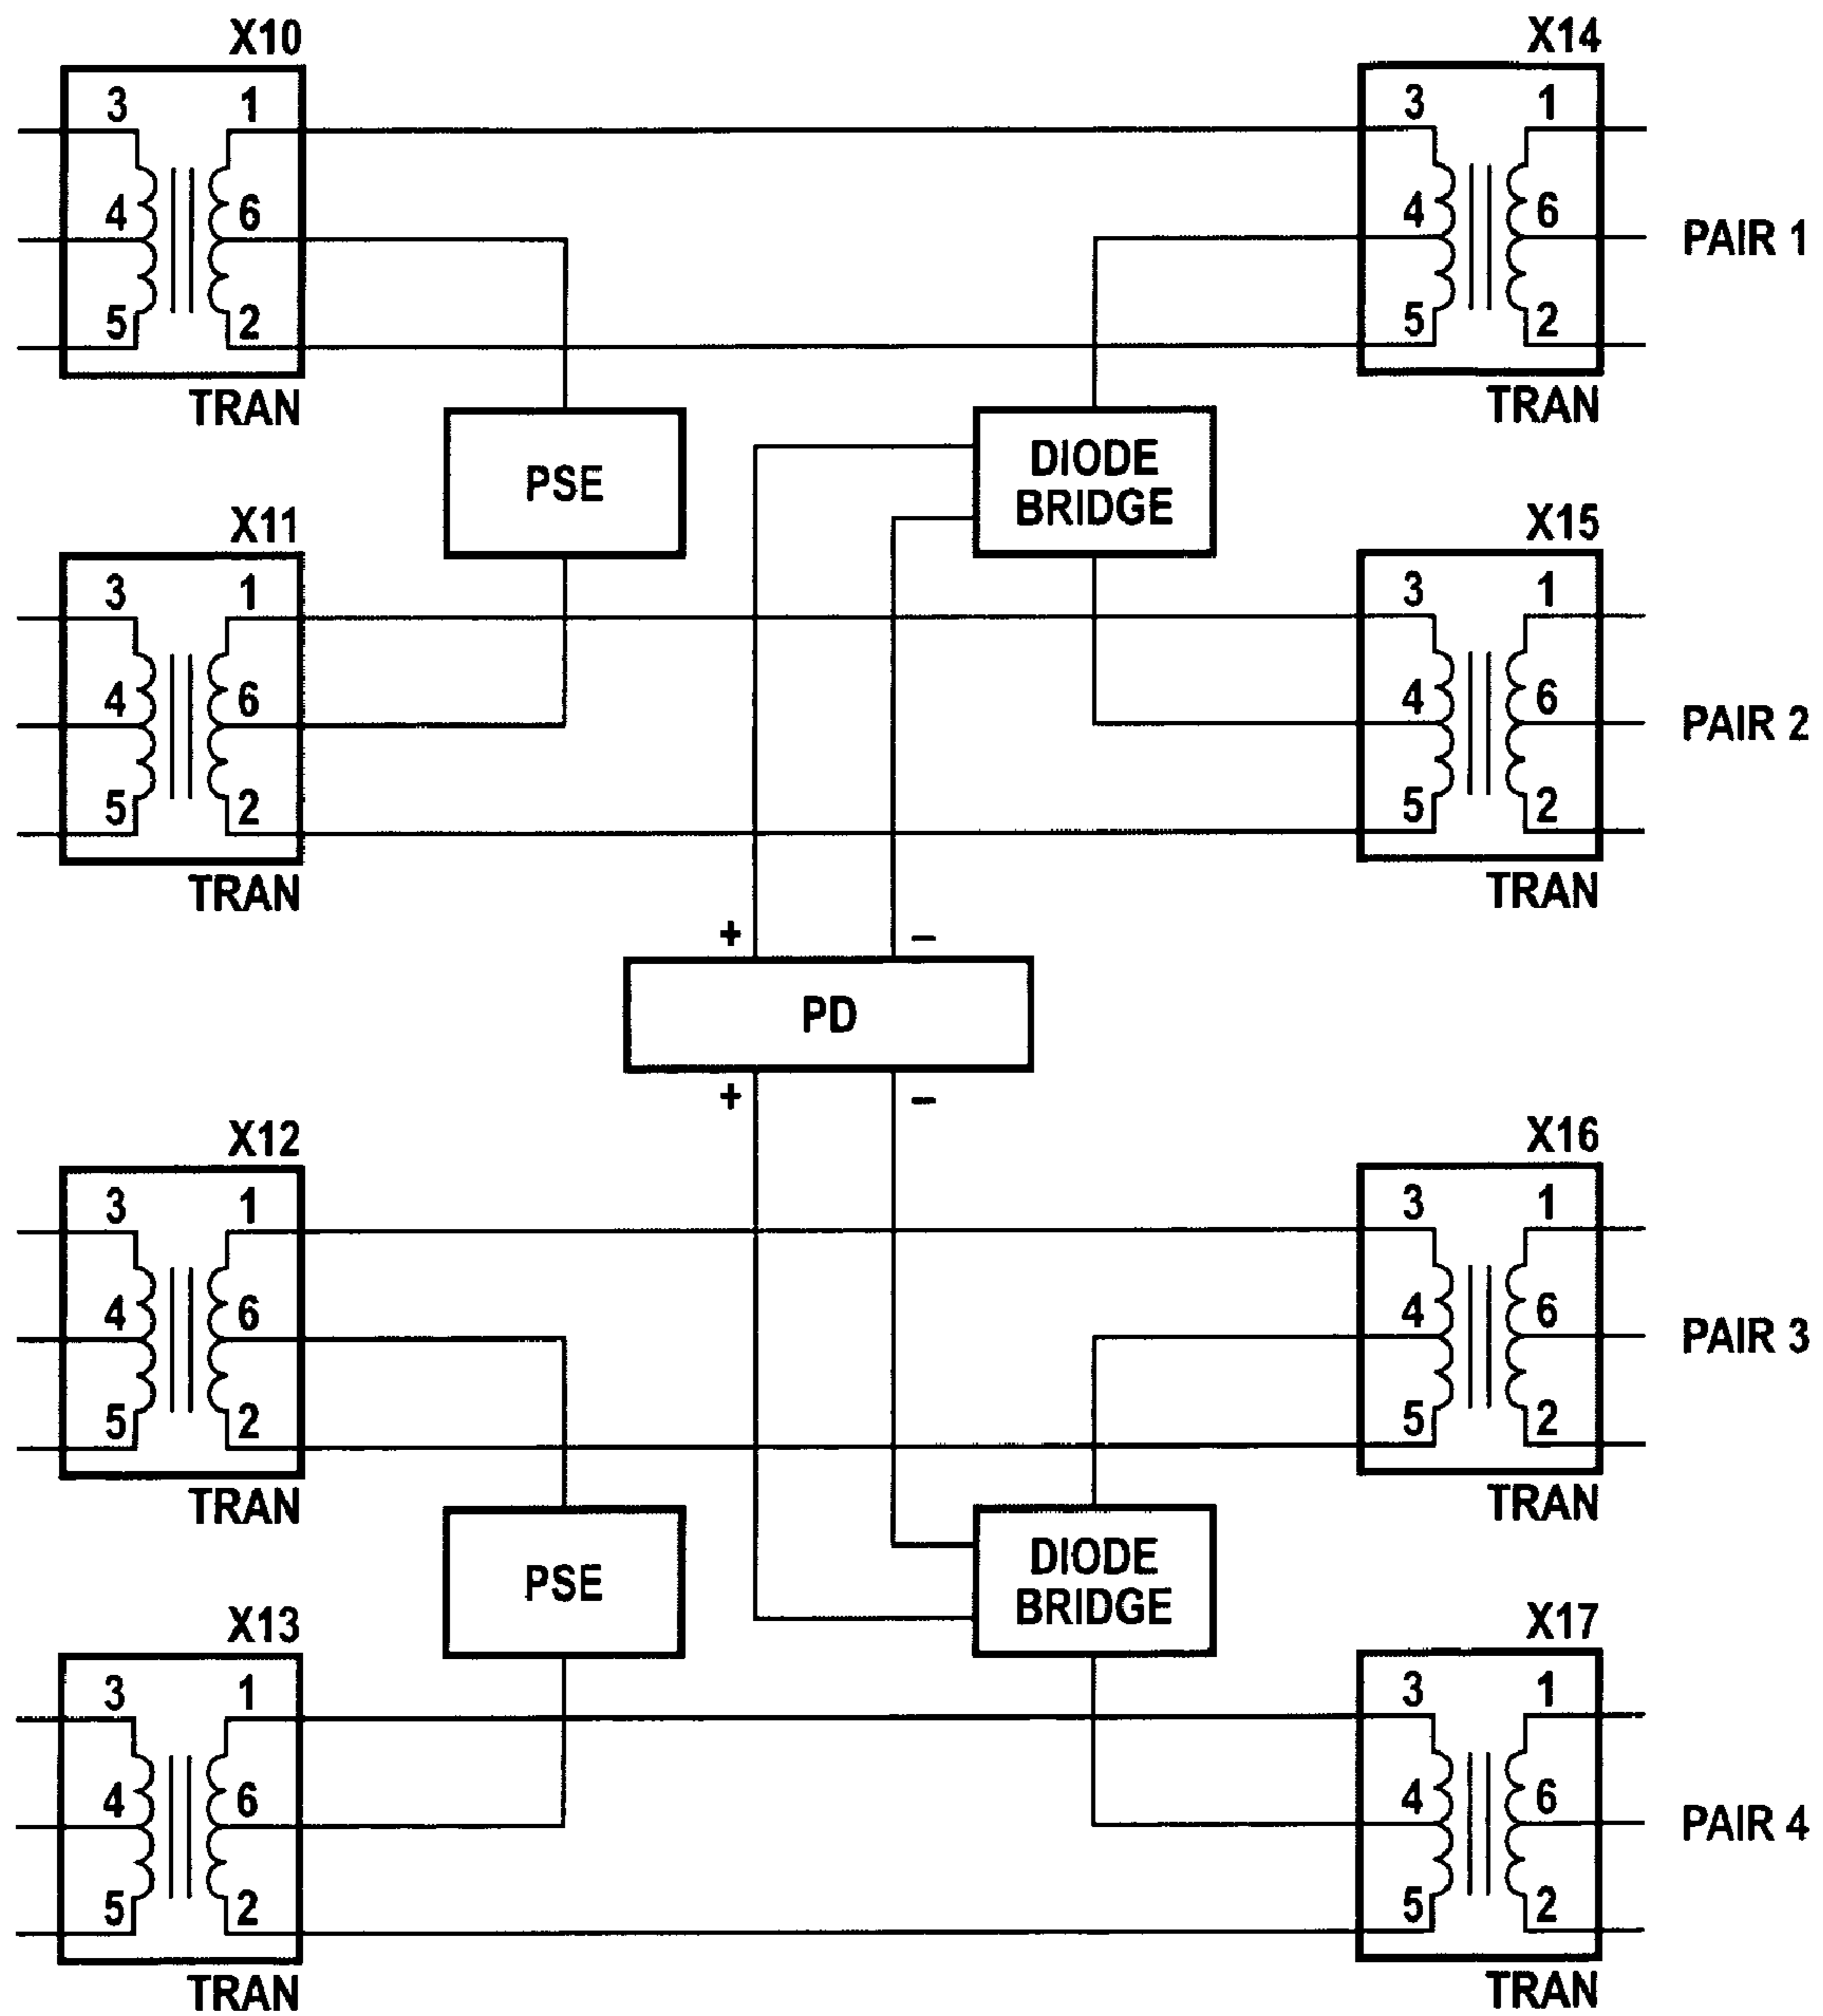 X10
X14
3 1
3 1
4 6
4 6
PAIR 1
5 2
5 2
TRAN
TRAN
PSE
DIODE
BRIDGE
X11
X15
3 1
3 1
4 6
4 6
PAIR 2
5 2
5 2
TRAN
TRAN
+ –
PD
+ –
X12
X16
3 1
3 1
4 6
4 6
PAIR 3
5 2
5 2
TRAN
TRAN
PSE
DIODE
BRIDGE
X13
X17
3 1
3 1
4 6
4 6
PAIR 4
5 2
5 2
TRAN
TRAN